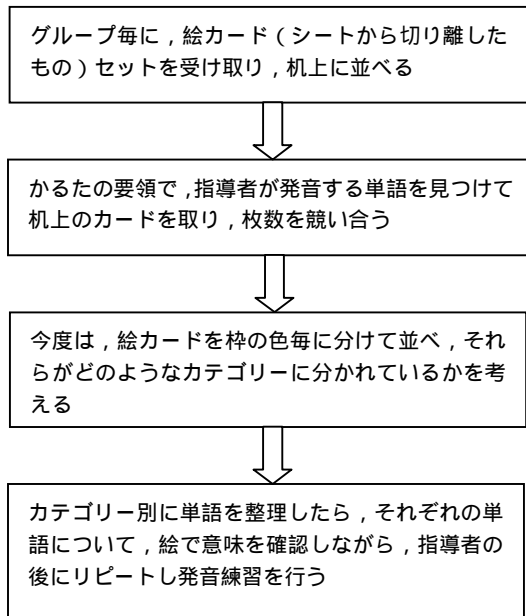 グループ毎に，絵カード（シートから切り離した
もの）セットを受け取り，机上に並べる
かるたの要領で，指導者が発音する単語を見つけて
机上のカードを取り，枚数を競い合う
今度は，絵カードを枠の色毎に分けて並べ，それ
らがどのようなカテゴリーに分かれているかを考
える
カテゴリー別に単語を整理したら，それぞれの単
語について，絵で意味を確認しながら，指導者の
後にリピートし発音練習を行う